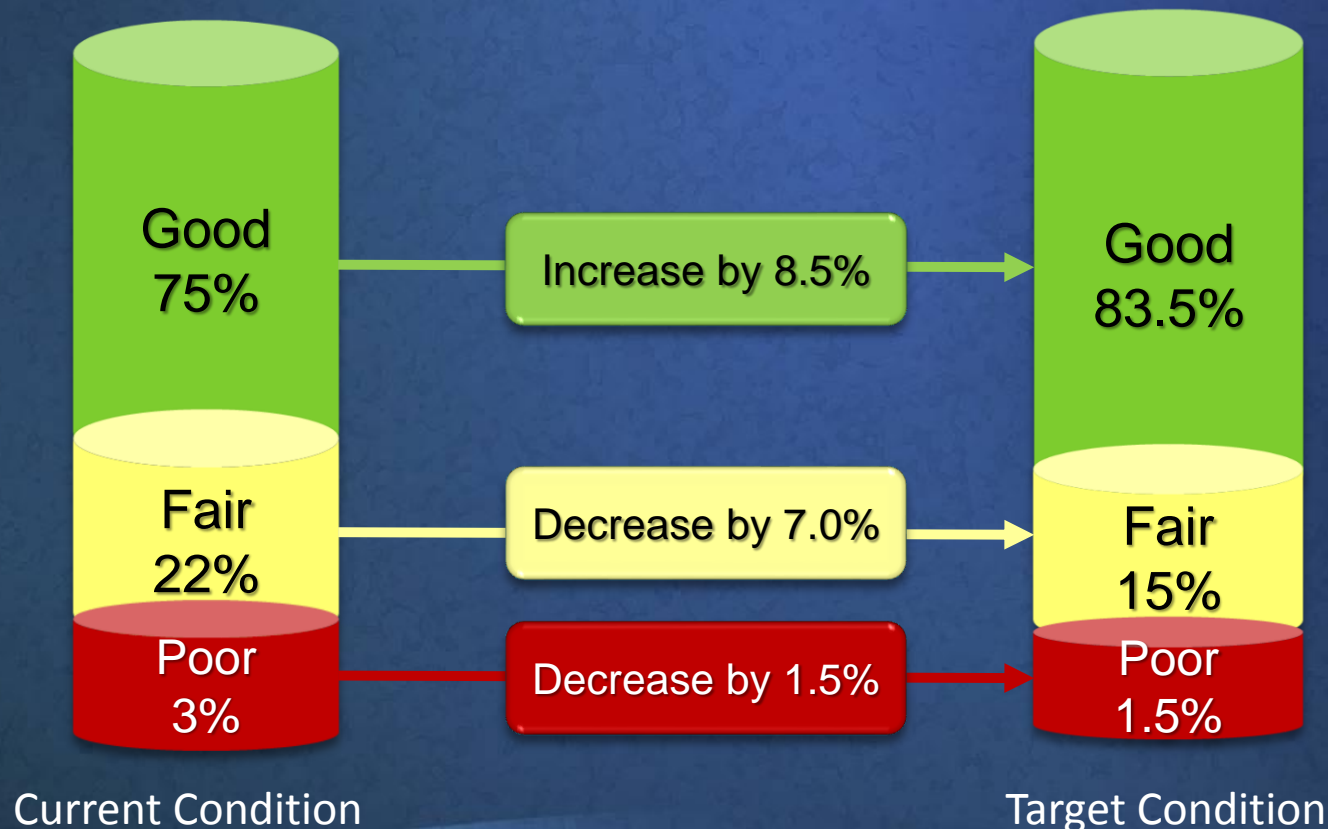 Good
75%
Increase by 8.5%
Good
83.5%
Fair
22%
Decrease by 7.0%
Fair
15%
Poor
3%
Decrease by 1.5%
Poor
1.5%
Current Condition
Target Condition